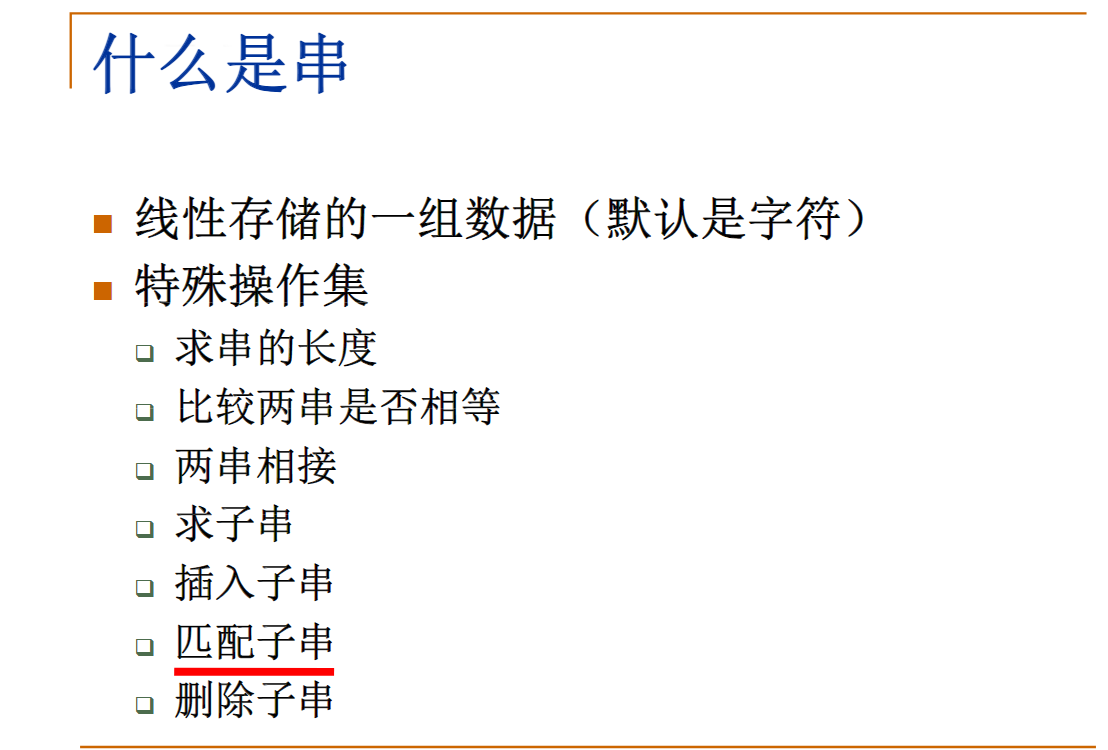 什么是串
线性存储的一组数据（默认是字符）
特殊操作集
求串的长度
比较两串是否相等
两串相接
求子串
插入子串
匹配子串
删除子串